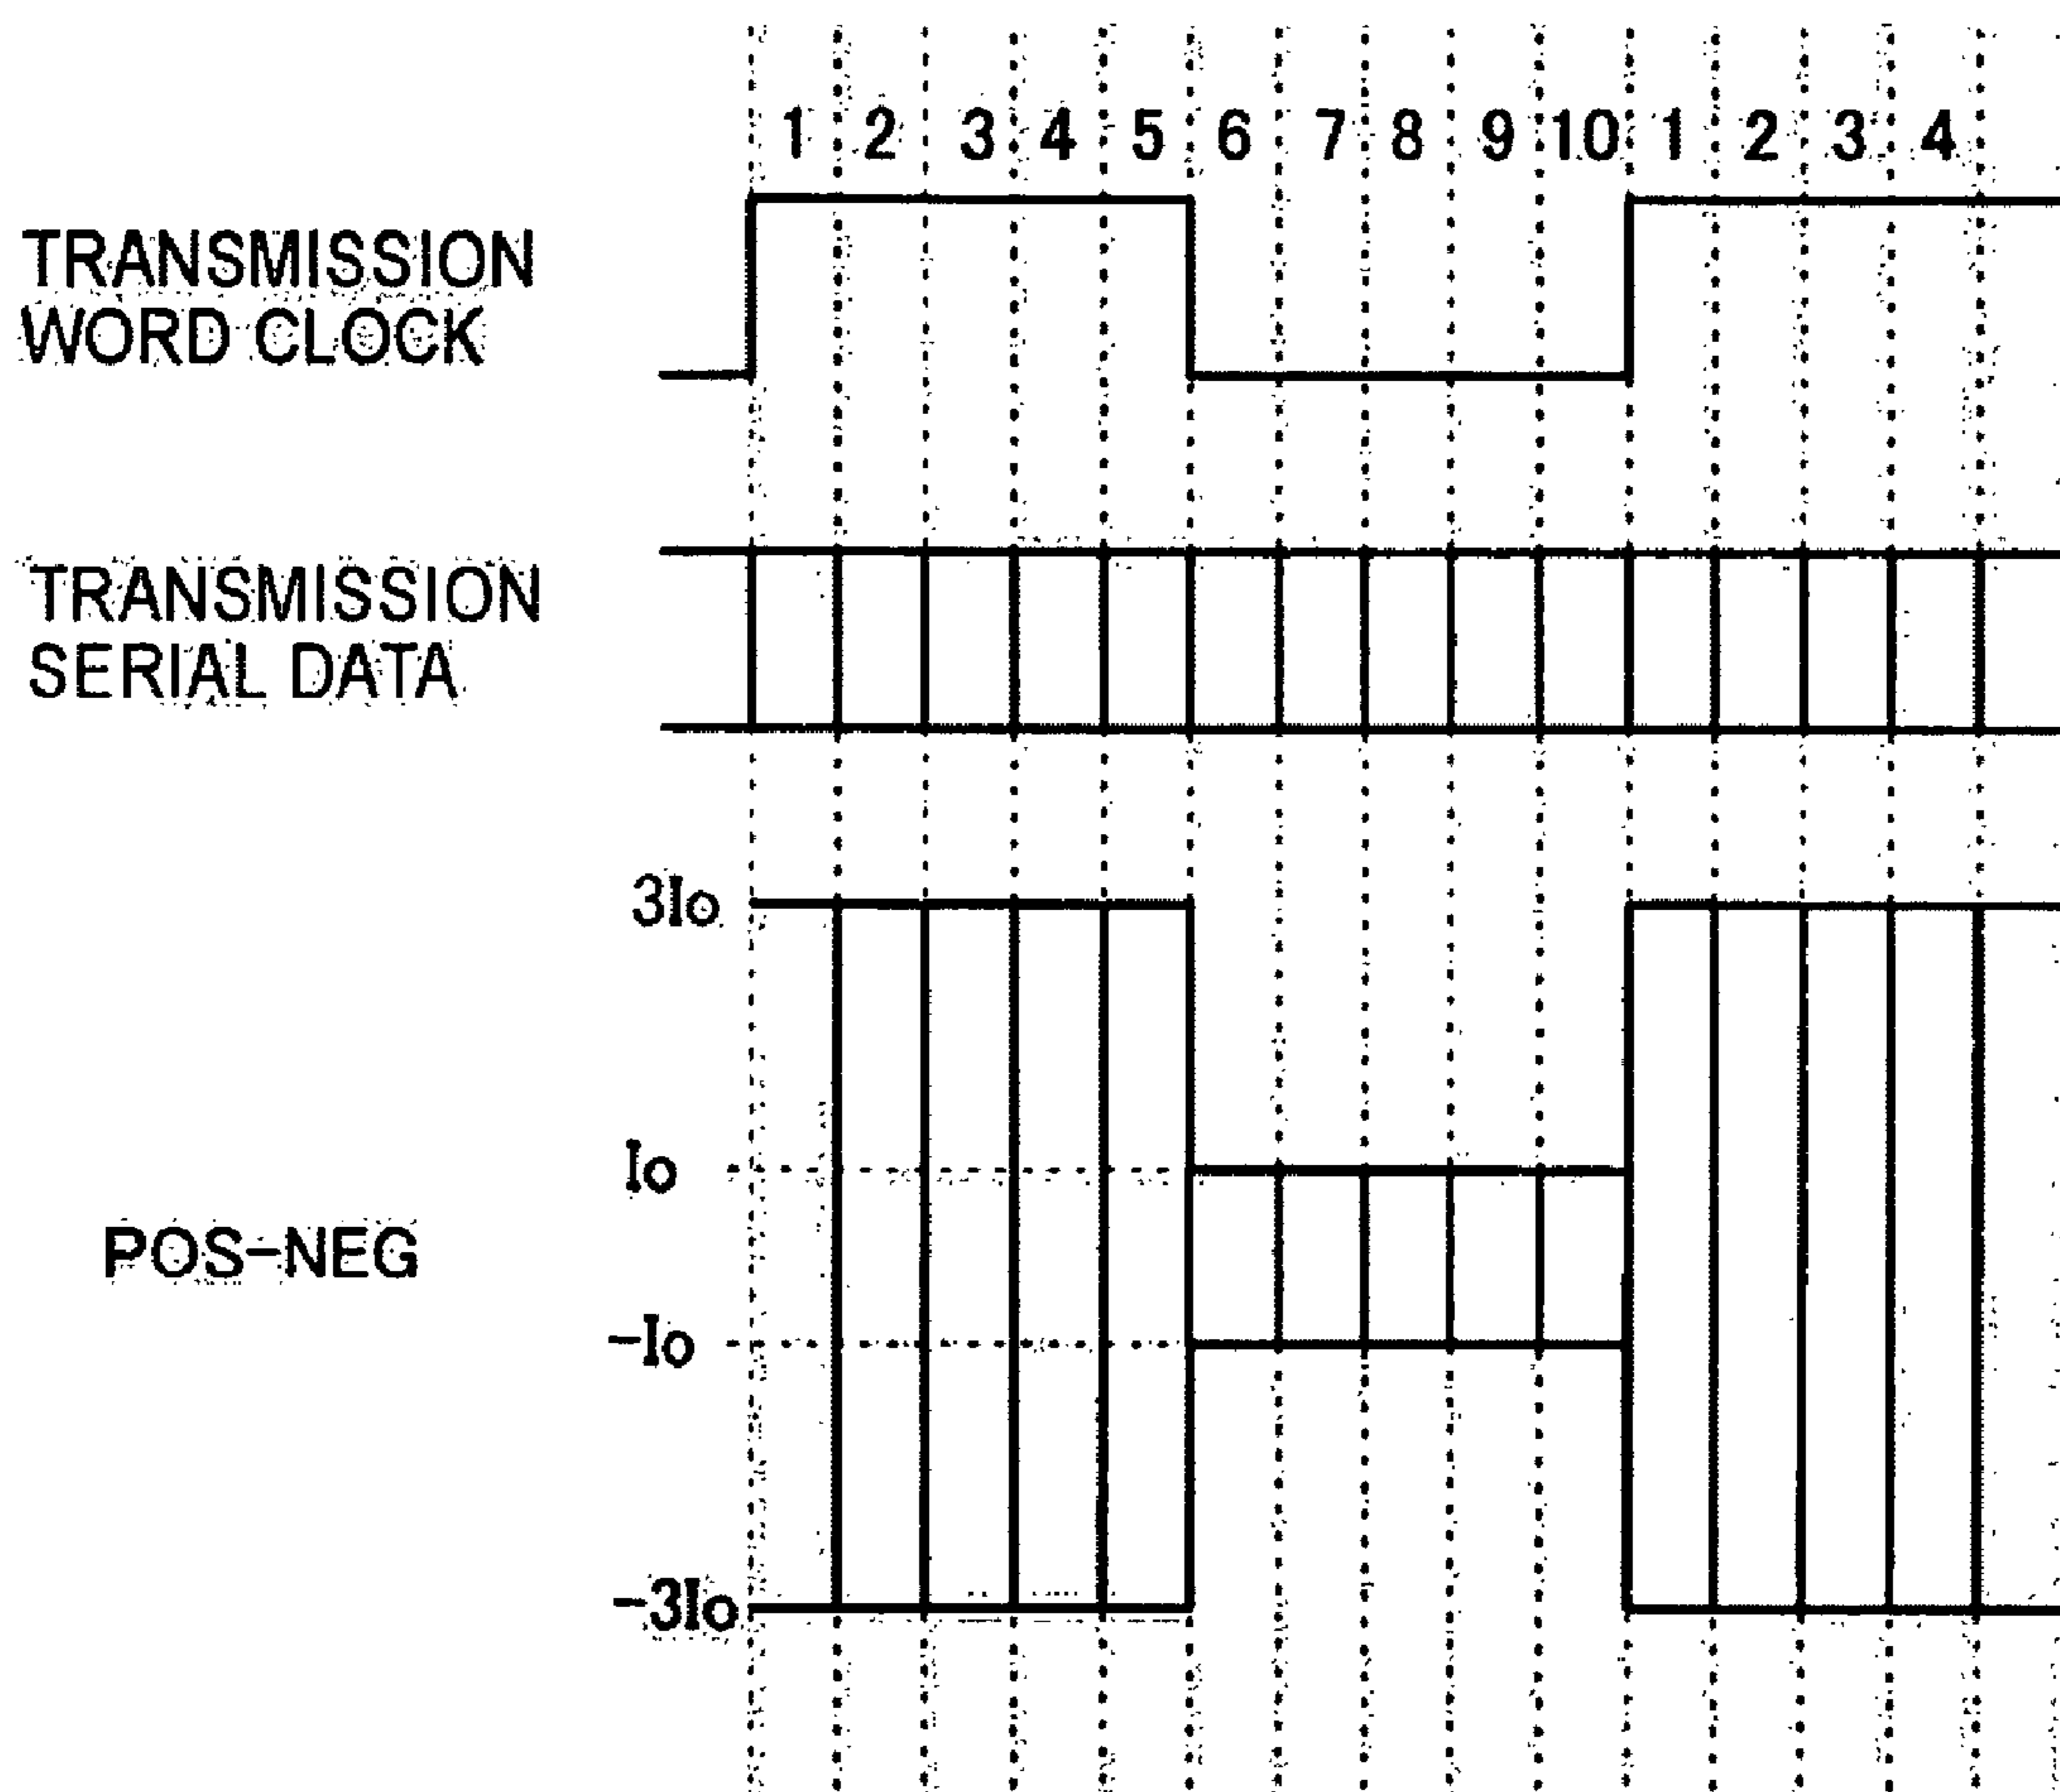 1 2 3 4 5 6 7 8 9 10 1 2 3 4
TRANSMISSION
WORD CLOCK
TRANSMISSION
SERIAL DATA
3Io
Io
POS-NEG
-Io
-3Io